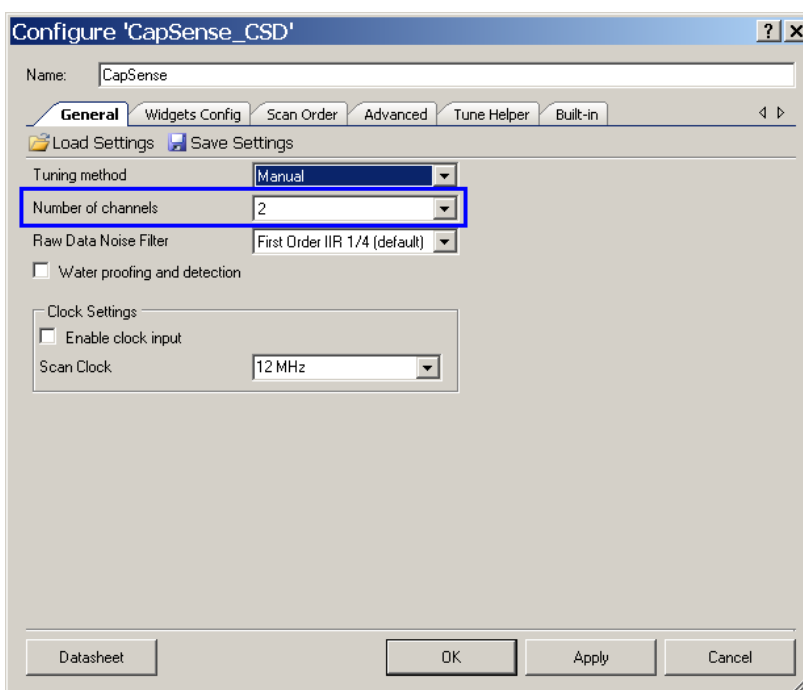 Configure 'CapSense_CSD'
Name: CapSense
General Widgets Config Scan Order Advanced Tune Helper Built-in
Load Settings Save Settings
Tuning method Manual
Number of channels 2
Raw Data Noise Filter First Order IIR 1/4 (default)
Water proofing and detection
Clock Settings
Enable clock input
Scan Clock 12 MHz
Datasheet OK Apply Cancel